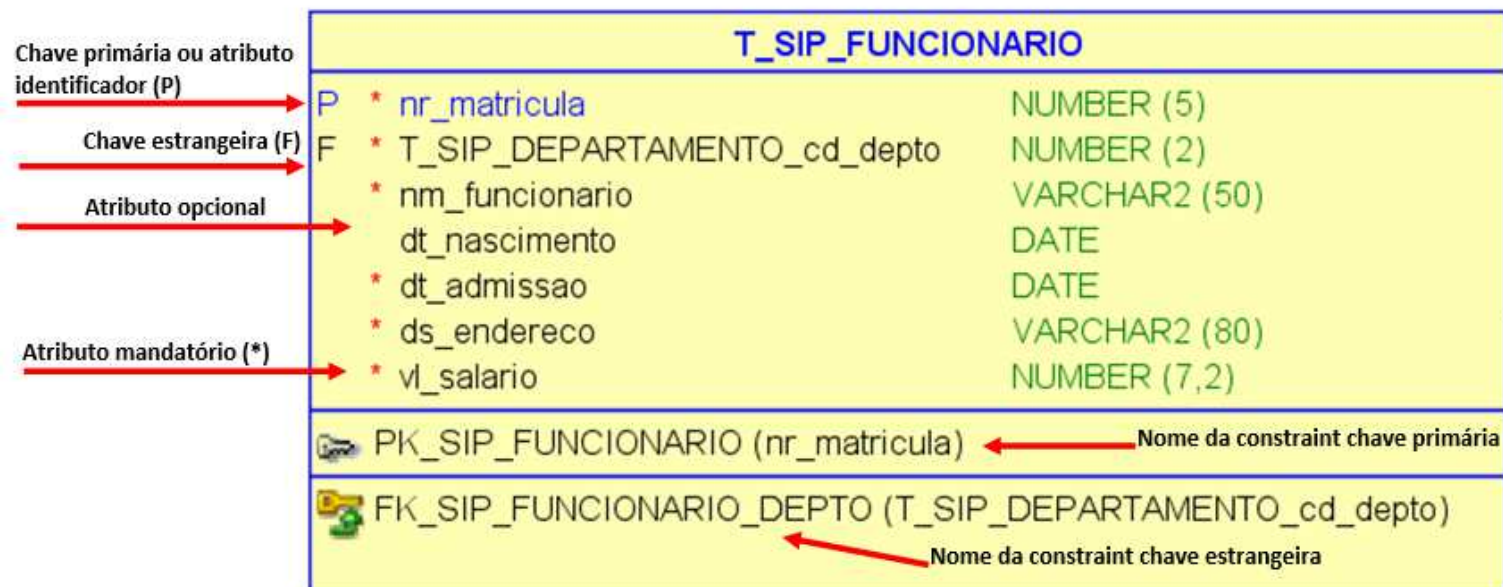 T_SIP_FUNCIONARIO
Chave primária ou atributo
identificador (P)
P * nr_matricula NUMBER (5)
Chave estrangeira (F)
F * T_SIP_DEPARTAMENTO_cd_depto NUMBER (2)
* nm_funcionario VARCHAR2 (50)
Atributo opcional
dt_nascimento DATE
* dt_admissao DATE
* ds_endereco VARCHAR2 (80)
Atributo mandatório (*)
* vl_salario NUMBER (7,2)
PK_SIP_FUNCIONARIO (nr_matricula)
Nome da constraint chave primária
FK_SIP_FUNCIONARIO_DEPTO (T_SIP_DEPARTAMENTO_cd_depto)
Nome da constraint chave estrangeira